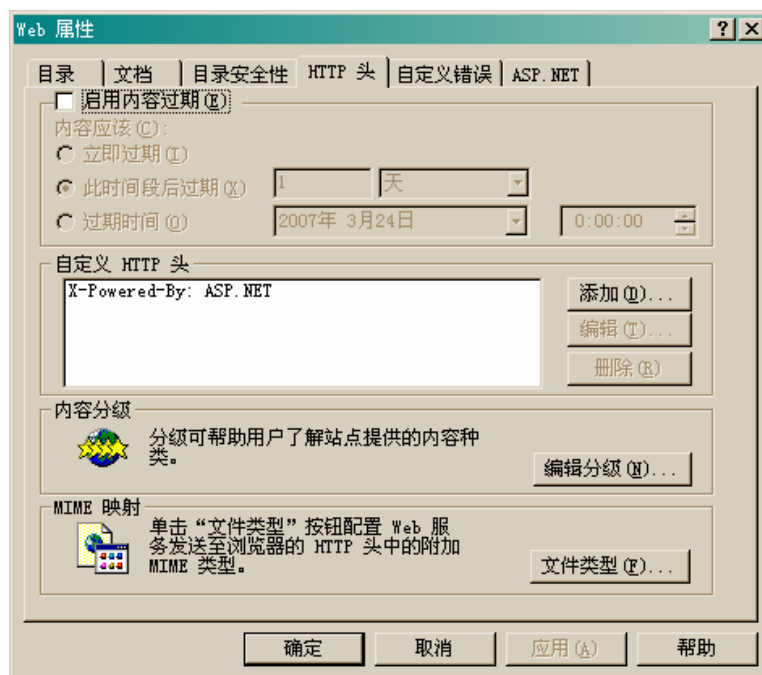 Web 属性
目录 文档 目录安全性 HTTP 头 自定义错误 ASP.NET
启用内容过期(E)
内容应该(C):
立即过期(I)
此时间段后过期(X) 1 天
过期时间(O) 2007年 3月24日 0:00:00
自定义 HTTP 头
X-Powered-By: ASP.NET
添加(D)...
编辑(T)...
删除(R)
内容分级
分级可帮助用户了解站点提供的内容种
类。
编辑分级(N)...
MIME 映射
单击“文件类型”按钮配置 Web 服
务发送至浏览器的 HTTP 头中的附加
MIME 类型。
文件类型(F)...
确定 取消 应用(A) 帮助